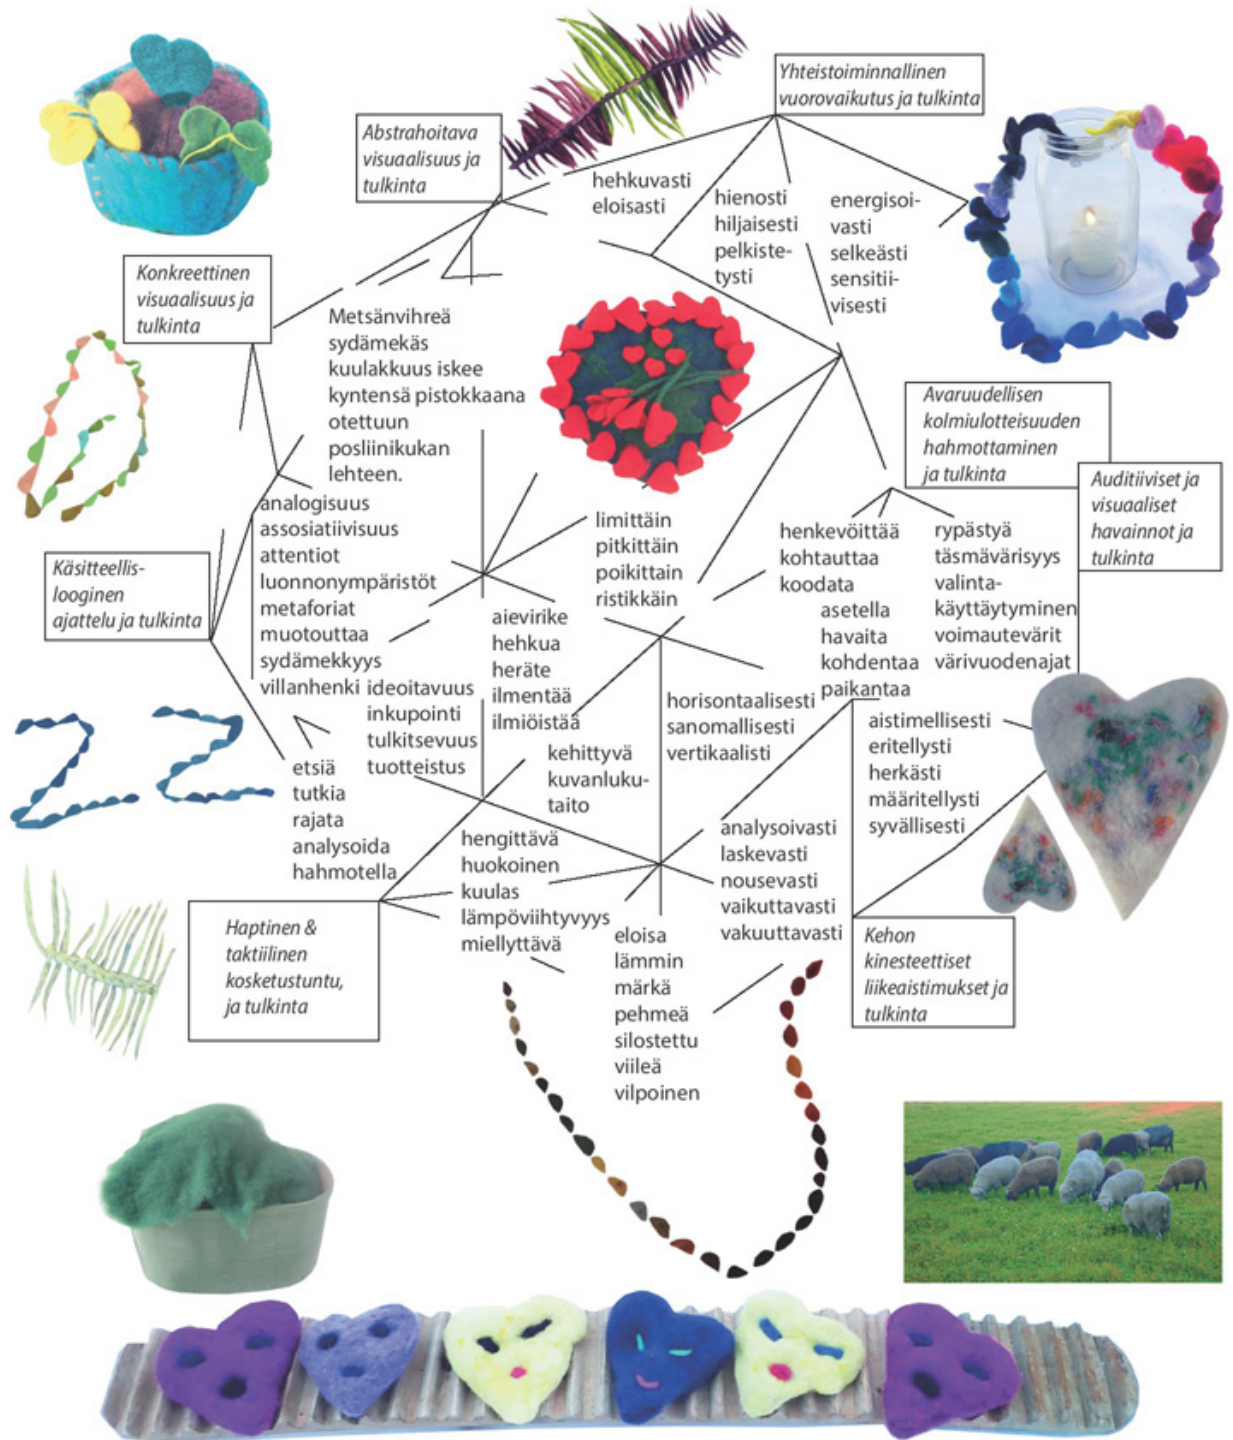 Yhteistoiminnallinen
vuorovaikutus ja tulkinta
Abstrahoitava
visuaalisuus ja
tulkinta
hehkuvasti
eloisasti
hienosti
hiljaisesti
pelkiste-
tysti
energisoi-
vasti
selkeästi
sensitii-
visesti
Konkreettinen
visuaalisuus ja
tulkinta
Metsänvihreä
sydämekäs
kuulakkuus iskee
kyntensä pistokkaana
otettuun
posliinikukan
lehteen.
Avaruudellisen
kolmiulotteisuuden
hahmottaminen
ja tulkinta
Auditiiviset ja
visuaaliset
havainnot ja
tulkinta
analogisuus
assosiatiivisuus
attentiot
luonnonympäristöt
metaforiat
muotouttaa
sydämekkyys
villanhenki
limittäin
pitkittäin
poikittain
ristikkäin
henkevöittää
kohtauttaa
koodata
rypästyä
täsmävärisyys
valinta-
käyttäytyminen
voimautevärit
värivuodenajat
Käsitteellis-
looginen
ajattelu ja tulkinta
aievirike
hehkua
heräte
ilmentää
ilmiöistää
asetella
havaita
kohdentaa
paikantaa
ideoitavuus
inkupointi
tulkitsevuus
tuotteistus
horisontaalisesti
sanomallisesti
vertikaalisti
aistimellisesti
eritellysti
herkästi
määritellysti
syvällisesti
etsiä
tutkia
rajata
analysoida
hahmotella
kehittyvä
kuvanluku-
taito
hengittävä
huokoinen
kuulas
lämpöviihtyvyys
miellyttävä
analysoivasti
laskevasti
nousevasti
vaikuttavasti
vakuuttavasti
Haptinen &
taktiilinen
kosketustuntu,
ja tulkinta
eloisa
lämmin
märkä
pehmeä
silostettu
viileä
vilpoinen
Kehon
kinesteettiset
liikeaistimukset ja
tulkinta